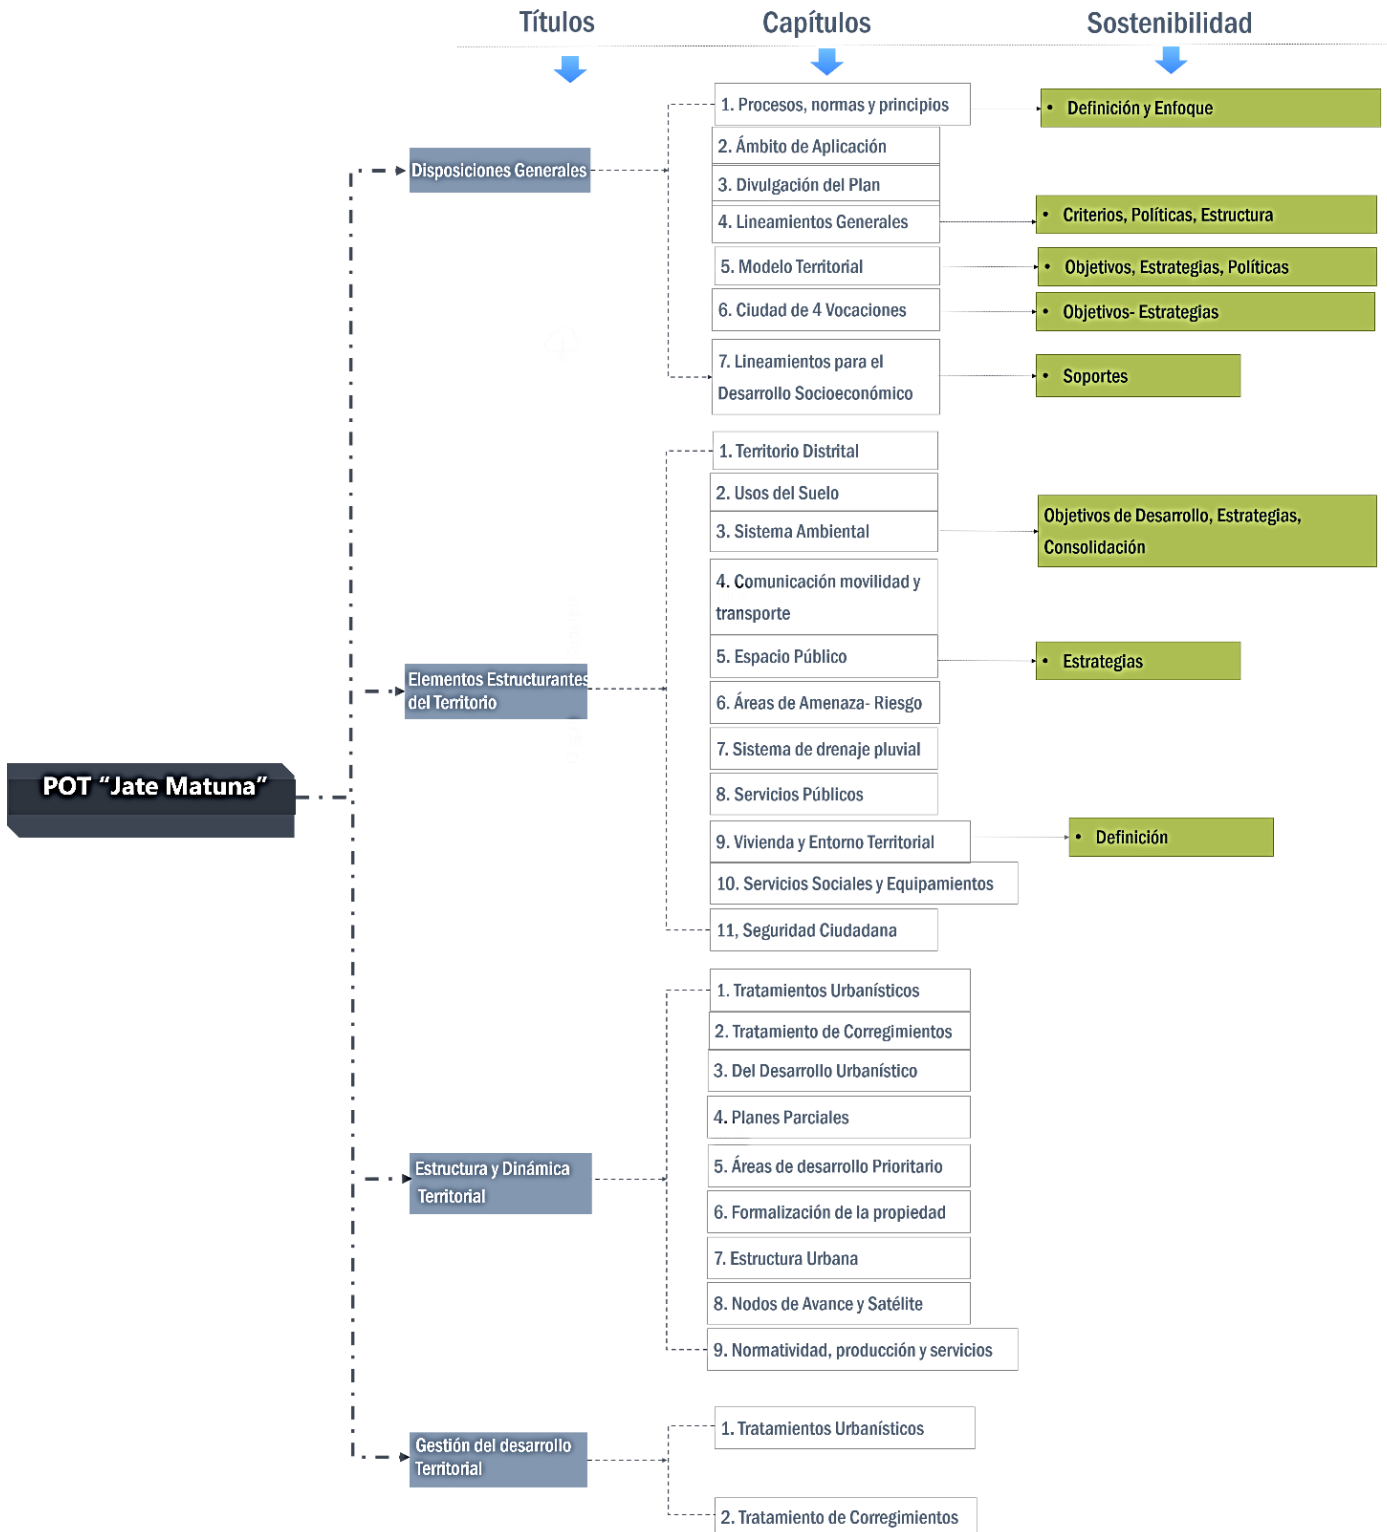 Títulos
Capítulos
Sostenibilidad
POT “Jate Matuna”
Disposiciones Generales
1. Procesos, normas y principios
• Definición y Enfoque
2. Ámbito de Aplicación
3. Divulgación del Plan
4. Lineamientos Generales
• Criterios, Políticas, Estructura
5. Modelo Territorial
• Objetivos, Estrategias, Políticas
6. Ciudad de 4 Vocaciones
• Objetivos- Estrategias
7. Lineamientos para el
Desarrollo Socioeconómico
• Soportes
Elementos Estructurantes
del Territorio
1. Territorio Distrital
2. Usos del Suelo
3. Sistema Ambiental
Objetivos de Desarrollo, Estrategias,
Consolidación
4. Comunicación movilidad y
transporte
5. Espacio Público
• Estrategias
6. Áreas de Amenaza- Riesgo
7. Sistema de drenaje pluvial
8. Servicios Públicos
9. Vivienda y Entorno Territorial
• Definición
10. Servicios Sociales y Equipamientos
11, Seguridad Ciudadana
Estructura y Dinámica
Territorial
1. Tratamientos Urbanísticos
2. Tratamiento de Corregimientos
3. Del Desarrollo Urbanístico
4. Planes Parciales
5. Áreas de desarrollo Prioritario
6. Formalización de la propiedad
7. Estructura Urbana
8. Nodos de Avance y Satélite
9. Normatividad, producción y servicios
Gestión del desarrollo
Territorial
1. Tratamientos Urbanísticos
2. Tratamiento de Corregimientos